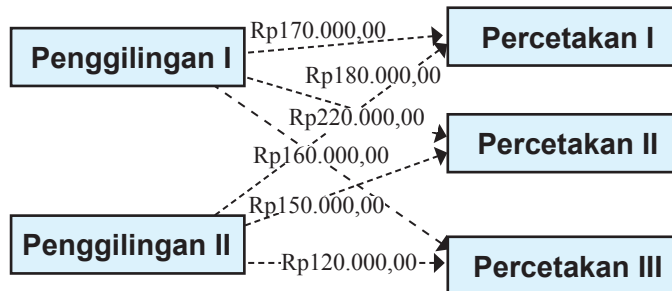 Rp170.000,00
Percetakan I
Penggilingan I
Rp180.000,00
Rp220.000,00
Percetakan II
Rp160.000,00
Rp150.000,00
Penggilingan II
Rp120.000,00
Percetakan III